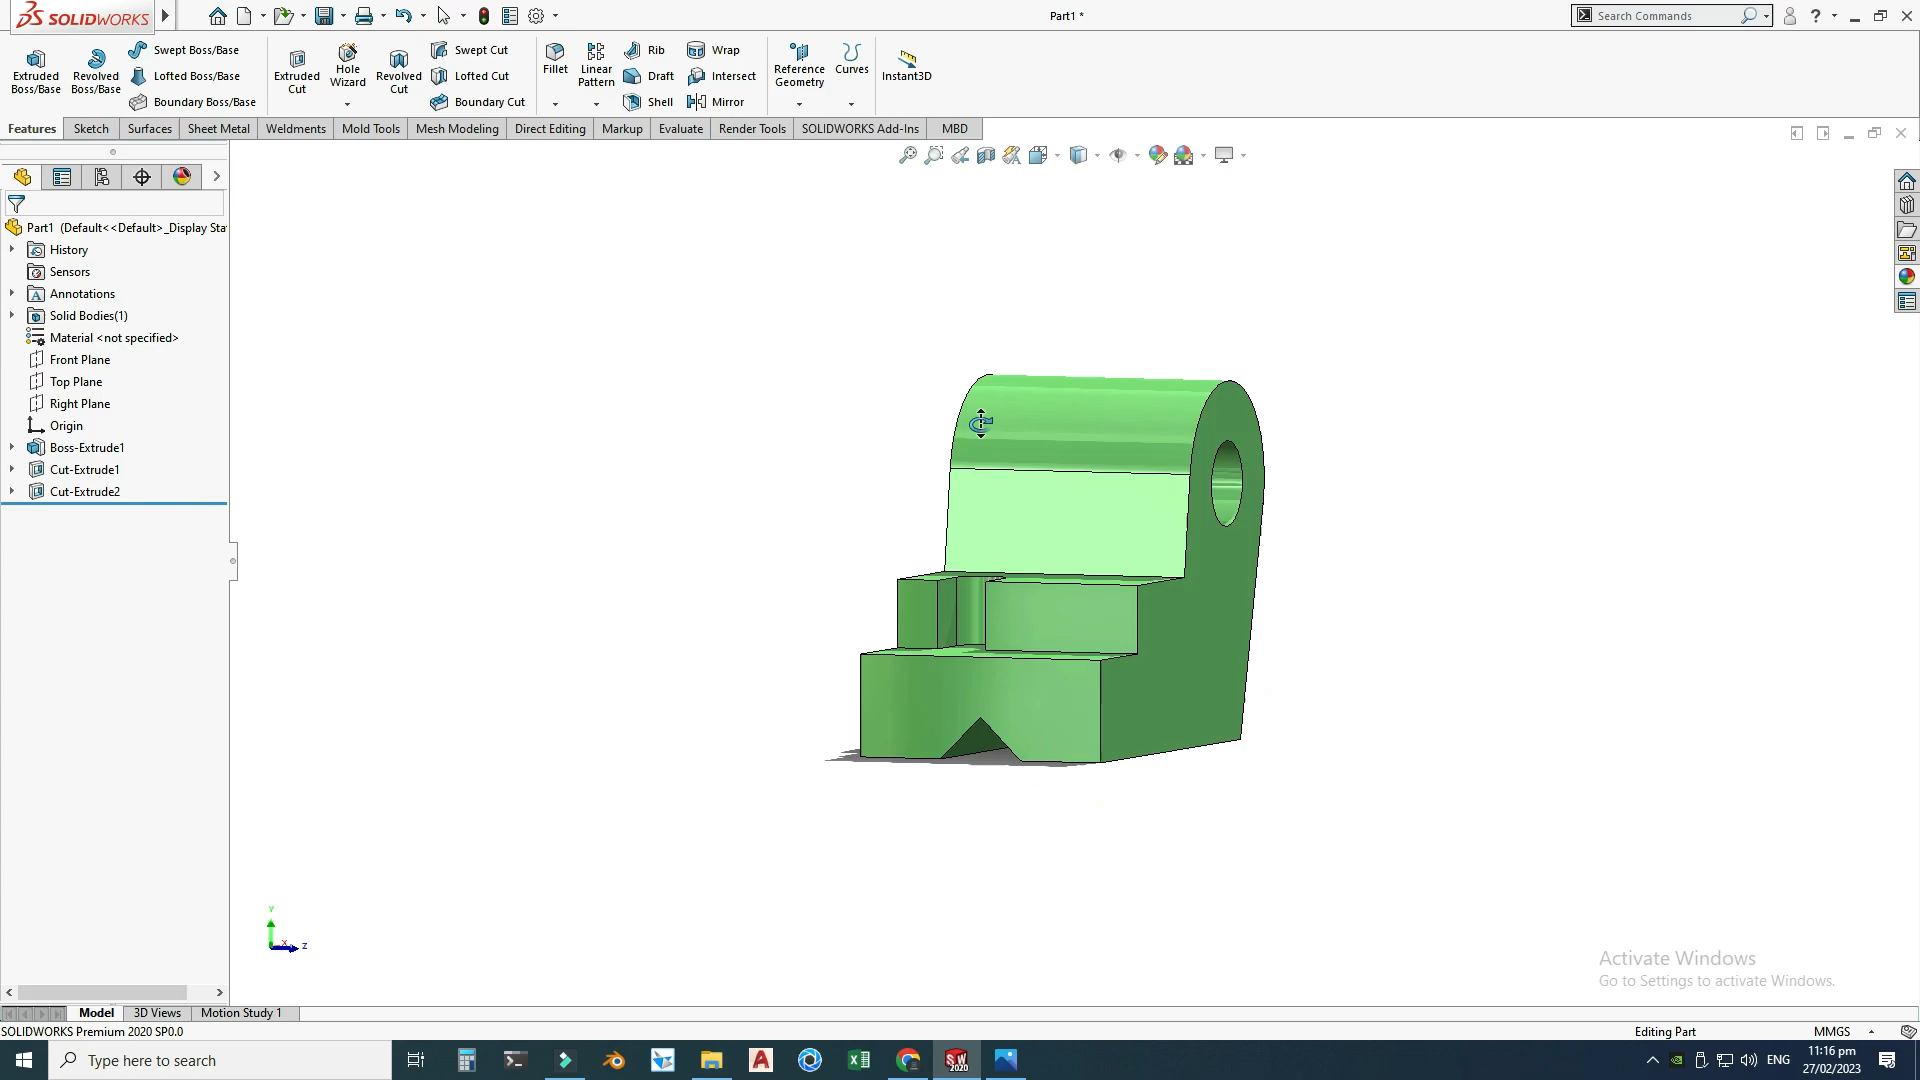 SOLIDWORKS
Part1 *
Search Commands
Extruded Boss/Base
Revolved Boss/Base
Swept Boss/Base
Lofted Boss/Base
Boundary Boss/Base
Extruded Cut
Hole Wizard
Revolved Cut
Swept Cut
Lofted Cut
Boundary Cut
Fillet
Linear Pattern
Rib
Draft
Shell
Wrap
Intersect
Mirror
Reference Geometry
Curves
Instant3D
Features
Sketch
Surfaces
Sheet Metal
Weldments
Mold Tools
Mesh Modeling
Direct Editing
Markup
Evaluate
Render Tools
SOLIDWORKS Add-Ins
MBD
Part1 (Default<<Default>_Display Sta
History
Sensors
Annotations
Solid Bodies(1)
Material <not specified>
Front Plane
Top Plane
Right Plane
Origin
Boss-Extrude1
Cut-Extrude1
Cut-Extrude2
Y
X
Z
Activate Windows
Go to Settings to activate Windows.
Model
3D Views
Motion Study 1
SOLIDWORKS Premium 2020 SP0.0
Editing Part
MMGS
Type here to search
SW
2020
ENG
11:16 pm
27/02/2023